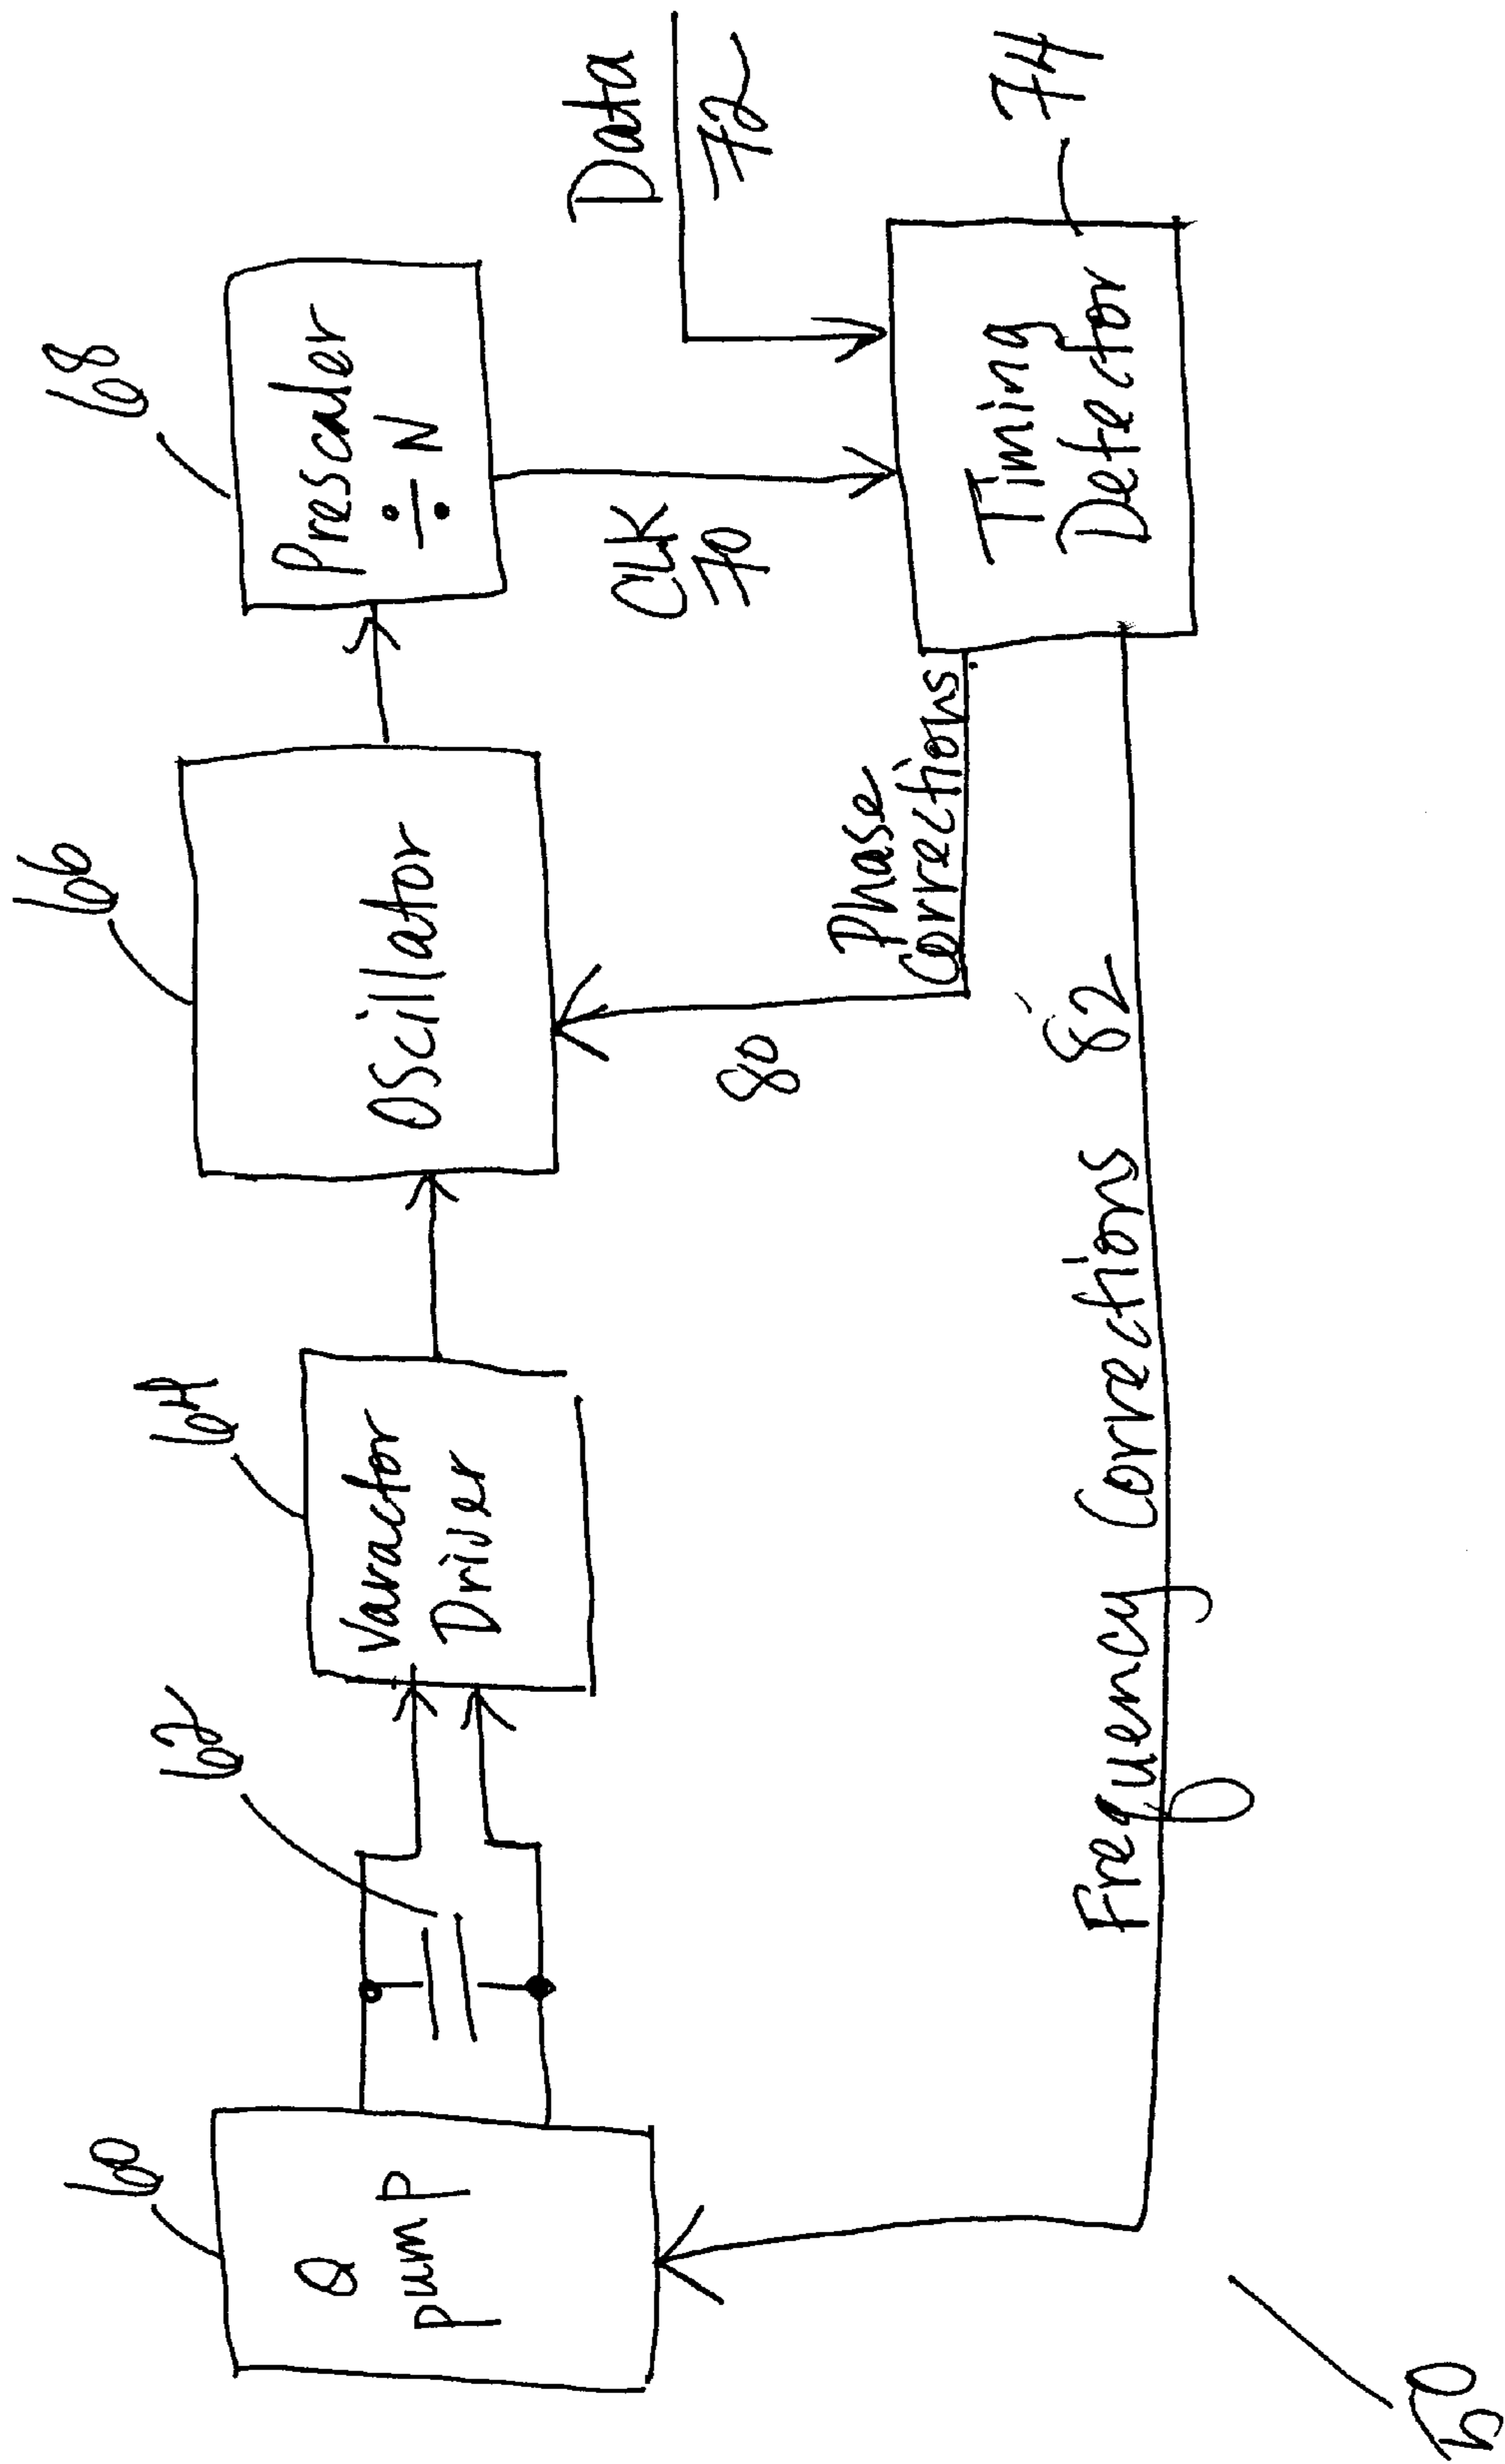 60
62
64
66
68
Q
pump
Varactor
Driver
Oscillator
Prescaler
÷ N
CLK
70
Data
72
Phase
Corrections
80
Timing
Detector
74
Frequency Corrections 82
50